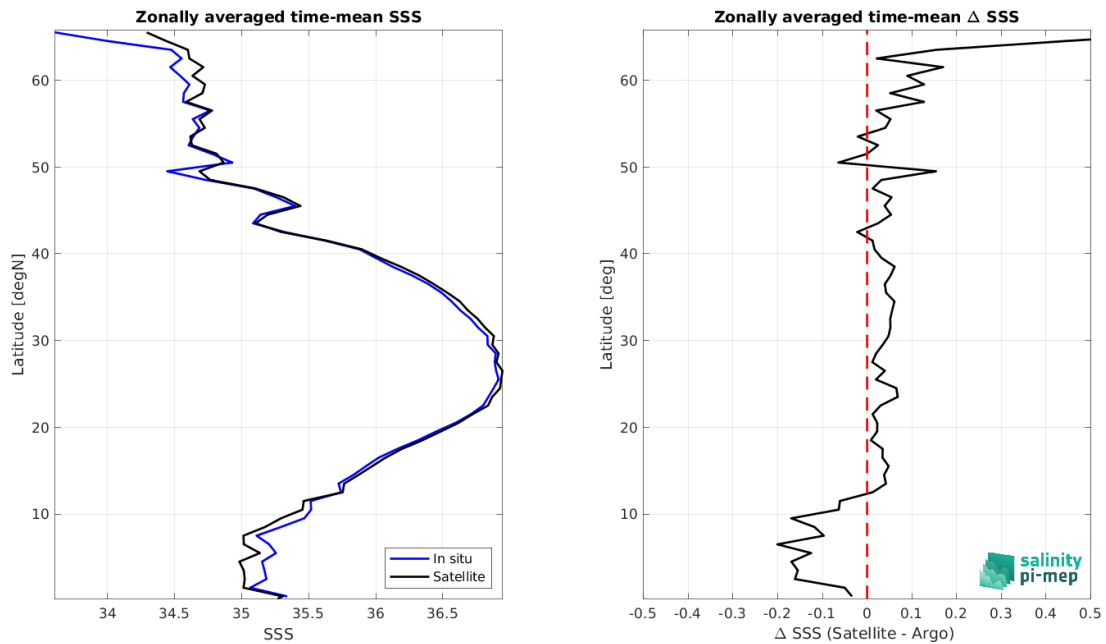 Zonally averaged time-mean SSS
60
50
40
30
20
10
34
34.5
35
35.5
36
36.5
Latitude [degN]
SSS
In situ
Satellite
Zonally averaged time-mean Δ SSS
60
50
40
30
20
10
-0.5
-0.4
-0.3
-0.2
-0.1
0
0.1
0.2
0.3
0.4
0.5
Latitude [deg]
Δ SSS (Satellite - Argo)
salinity
pi-mep